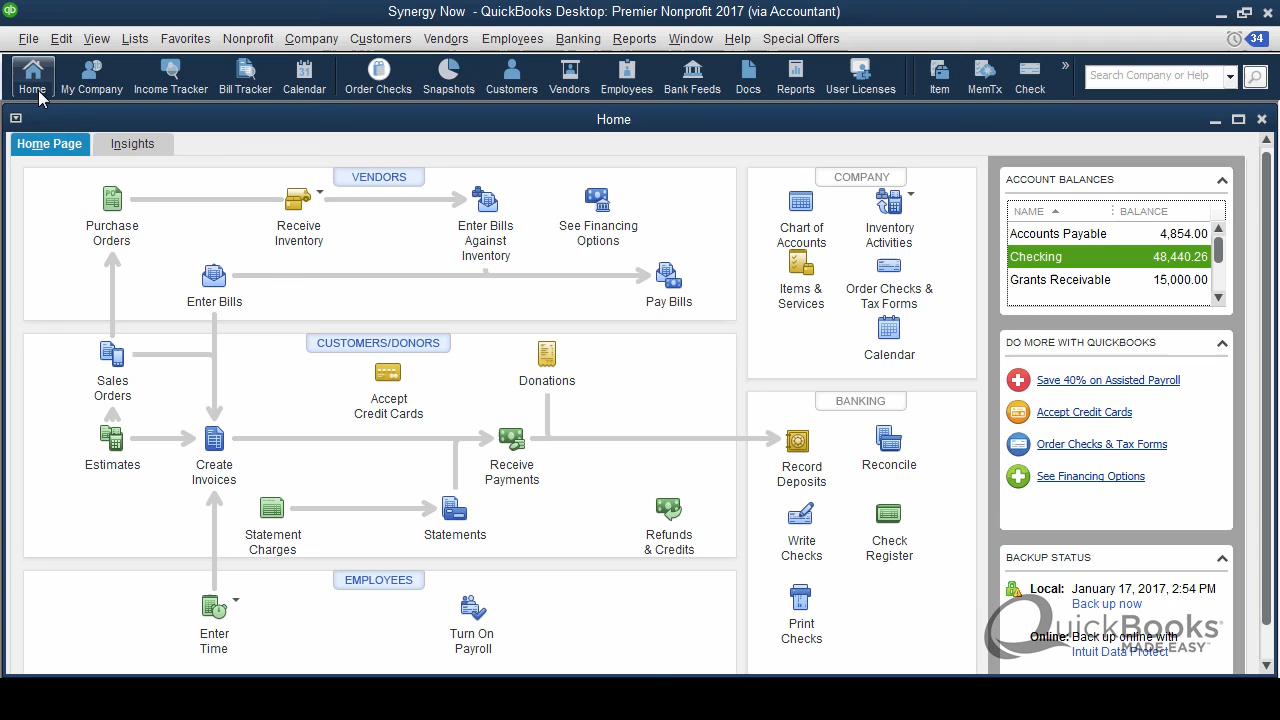 Synergy Now - QuickBooks Desktop: Premier Nonprofit 2017 (via Accountant)
File Edit View Lists Favorites Nonprofit Company Customers Vendors Employees Banking Reports Window Help Special Offers 34
Home My Company Income Tracker Bill Tracker Calendar Order Checks Snapshots Customers Vendors Employees Bank Feeds Docs Reports User Licenses Item MemTx Check » Search Company or Help
31
Home
Home Page Insights
VENDORS
PO
Purchase
Orders
Receive
Inventory
Enter Bills
Against
Inventory
See Financing
Options
Enter Bills
Pay Bills
CUSTOMERS/DONORS
Sales
Orders
Accept
Credit Cards
Donations
Estimates
Create
Invoices
Receive
Payments
Statement
Charges
Statements
Refunds
& Credits
EMPLOYEES
Enter
Time
Turn On
Payroll
COMPANY
Chart of
Accounts
Inventory
Activities
Items &
Services
Order Checks &
Tax Forms
Calendar
BANKING
Record
Deposits
Reconcile
Write
Checks
Check
Register
Print
Checks
ACCOUNT BALANCES
NAME BALANCE
Accounts Payable 4,854.00
Checking 48,440.26
Grants Receivable 15,000.00
DO MORE WITH QUICKBOOKS
Save 40% on Assisted Payroll
Accept Credit Cards
Order Checks & Tax Forms
See Financing Options
BACKUP STATUS
Local: January 17, 2017, 2:54 PM
Back up now
Online: Back up online with
Intuit Data Protect
QuickBooks
MADE EASY